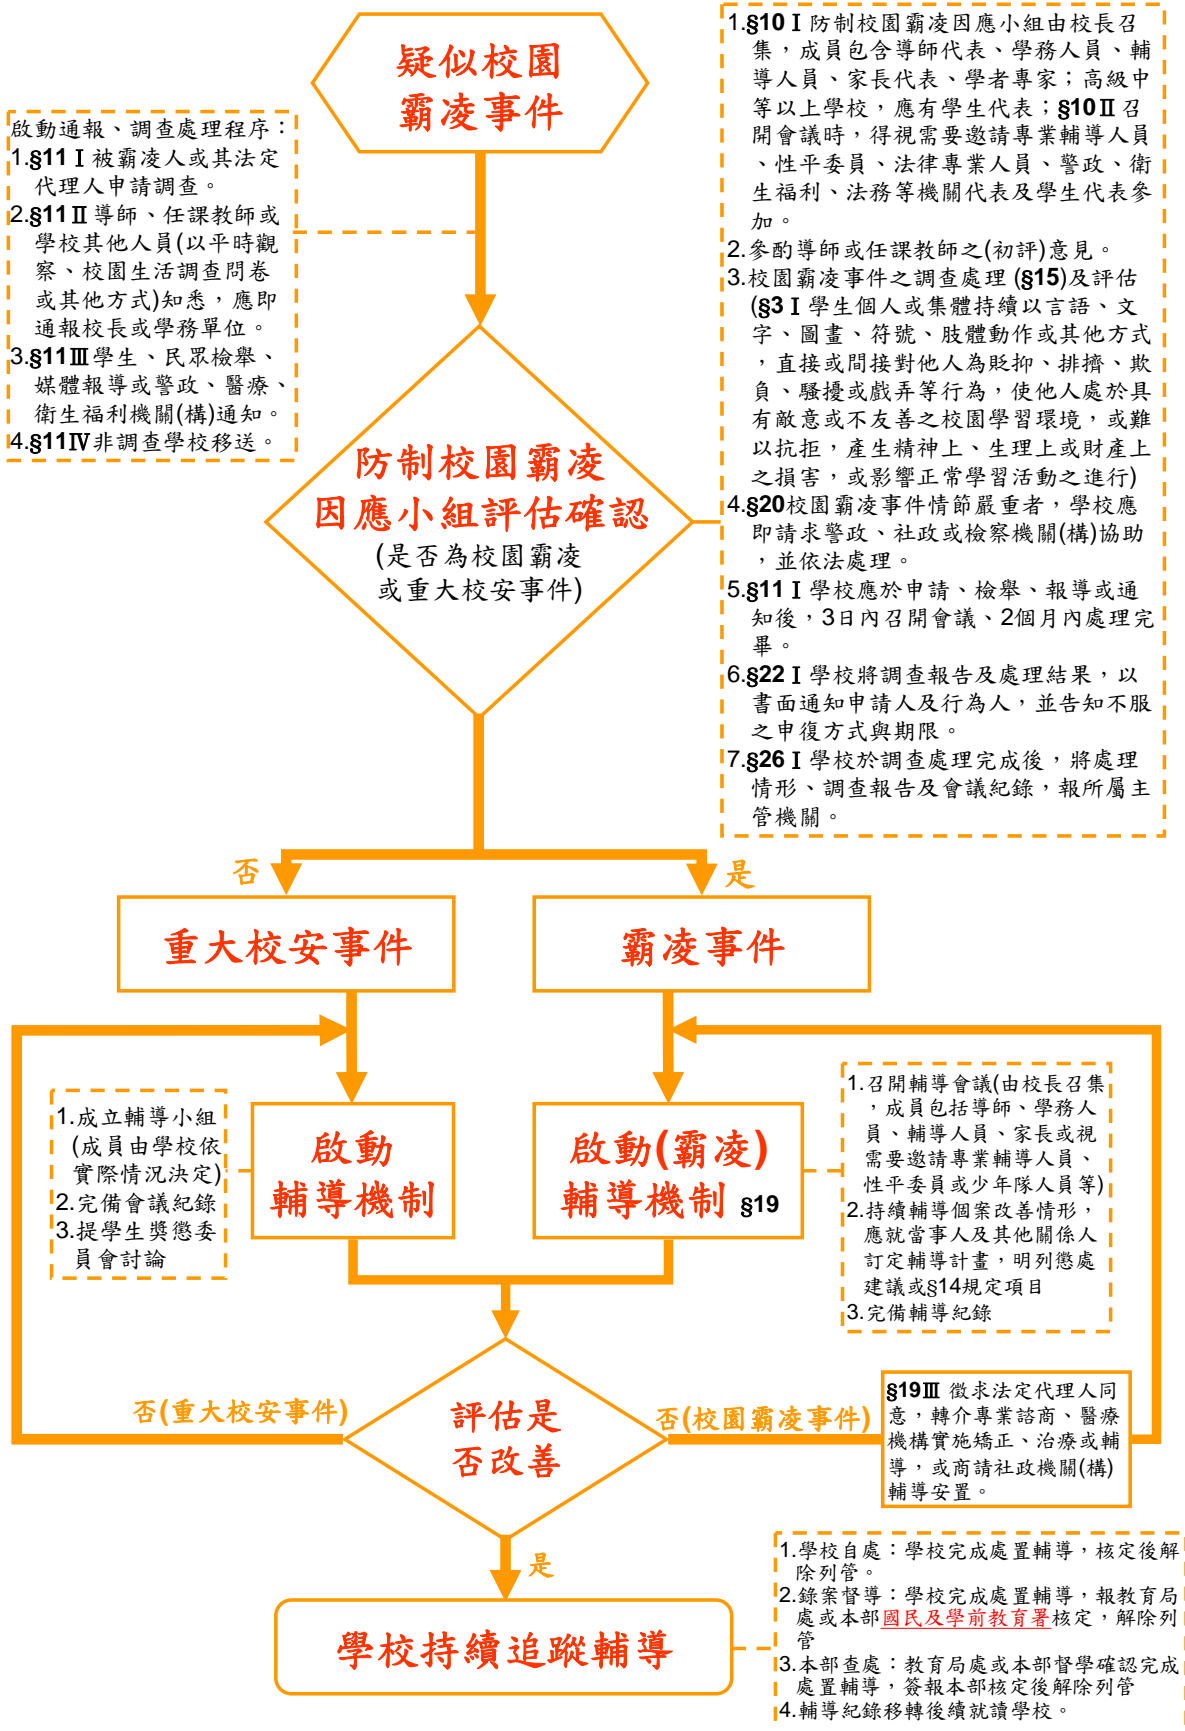 疑似校園
霸凌事件
啟動通報、調查處理程序：
1.§11Ⅰ被霸凌人或其法定
代理人申請調查。
2.§11Ⅱ導師、任課教師或
學校其他人員(以平時觀
察、校園生活調查問卷
或其他方式)知悉，應即
通報校長或學務單位。
3.§11Ⅲ學生、民眾檢舉、
媒體報導或警政、醫療、
衛生福利機關(構)通知。
4.§11Ⅳ非調查學校移送。
1.§10Ⅰ防制校園霸凌因應小組由校長召
集，成員包含導師代表、學務人員、輔
導人員、家長代表、學者專家；高級中
等以上學校，應有學生代表；§10Ⅱ召
開會議時，得視需要邀請專業輔導人員
、性平委員、法律專業人員、警政、衛
生福利、法務等機關代表及學生代表參
加。
2.參酌導師或任課教師之(初評)意見。
3.校園霸凌事件之調查處理 (§15)及評估
(§3Ⅰ學生個人或集體持續以言語、文
字、圖畫、符號、肢體動作或其他方式
，直接或間接對他人為貶抑、排擠、欺
負、騷擾或戲弄等行為，使他人處於具
有敵意或不友善之校園學習環境，或難
以抗拒，產生精神上、生理上或財產上
之損害，或影響正常學習活動之進行)
4.§20校園霸凌事件情節嚴重者，學校應
即請求警政、社政或檢察機關(構)協助
，並依法處理。
5.§11Ⅰ學校應於申請、檢舉、報導或通
知後，3日內召開會議、2個月內處理完
畢。
6.§22Ⅰ學校將調查報告及處理結果，以
書面通知申請人及行為人，並告知不服
之申復方式與期限。
7.§26Ⅰ學校於調查處理完成後，將處理
情形、調查報告及會議紀錄，報所屬主
管機關。
防制校園霸凌
因應小組評估確認
(是否為校園霸凌
或重大校安事件)
否
是
重大校安事件
霸凌事件
1.成立輔導小組
(成員由學校依
實際情況決定)
2.完備會議紀錄
3.提學生獎懲委
員會討論
啟動
輔導機制
啟動(霸凌)
輔導機制 §19
1.召開輔導會議(由校長召集
，成員包括導師、學務人
員、輔導人員、家長或視
需要邀請專業輔導人員、
性平委員或少年隊人員等)
2.持續輔導個案改善情形，
應就當事人及其他關係人
訂定輔導計畫，明列懲處
建議或§14規定項目
3.完備輔導紀錄
否(重大校安事件)
評估是
否改善
否(校園霸凌事件)
§19Ⅲ 徵求法定代理人同
意，轉介專業諮商、醫療
機構實施矯正、治療或輔
導，或商請社政機關(構)
輔導安置。
是
學校持續追蹤輔導
1.學校自處：學校完成處置輔導，核定後解
除列管。
2.錄案督導：學校完成處置輔導，報教育局
處或本部國民及學前教育署核定，解除列
管
3.本部查處：教育局處或本部督學確認完成
處置輔導，簽報本部核定後解除列管
4.輔導紀錄移轉後續就讀學校。